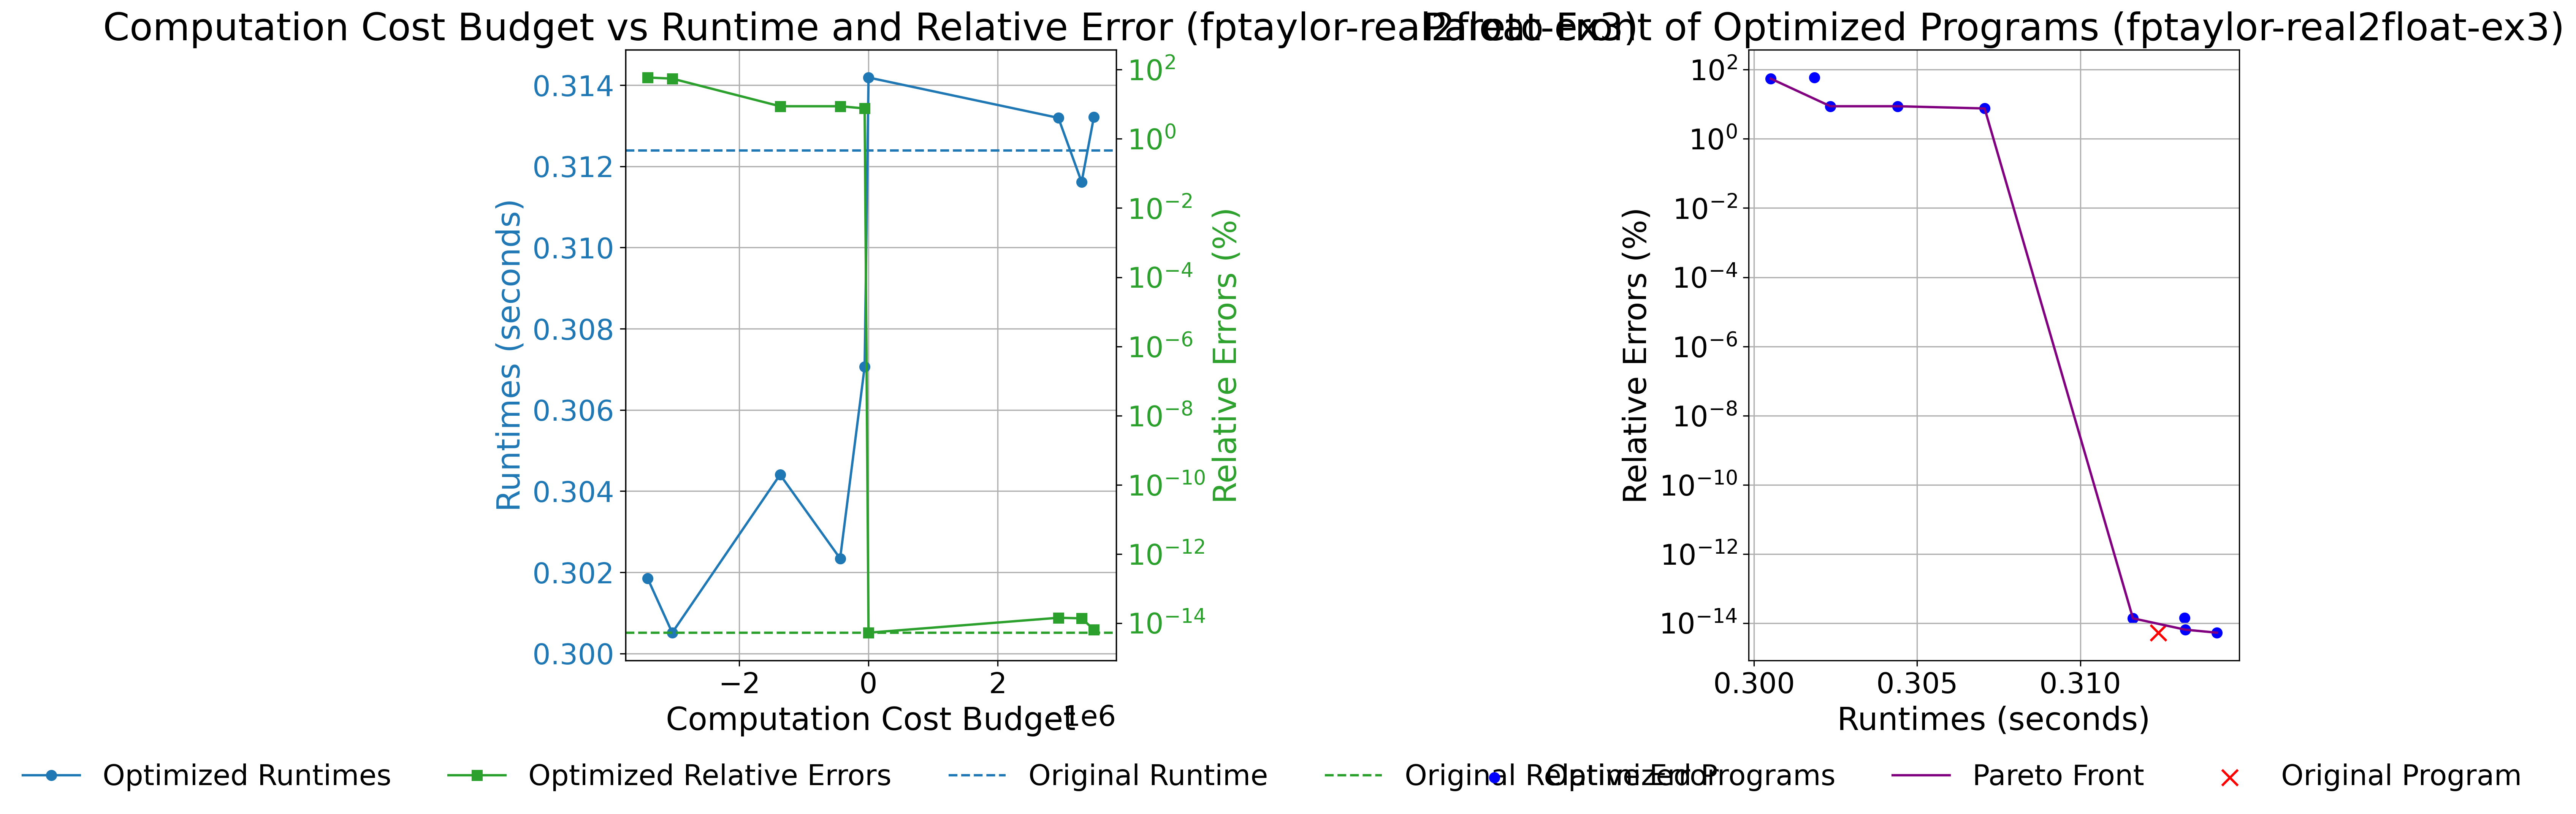 Computation Cost Budget vs Runtime and Relative Error (fptaylor-real2float-ex3)
Runtimes (seconds)
0.314
0.312
0.310
0.308
0.306
0.304
0.302
0.300
−2
0
2
1e6
Computation Cost Budget
10^2
10^0
10^−2
10^−4
10^−6
10^−8
10^−10
10^−12
10^−14
Relative Errors (%)
Optimized Runtimes
Optimized Relative Errors
Original Runtime
Original Relative Error
Pareto Front of Optimized Programs (fptaylor-real2float-ex3)
Relative Errors (%)
10^2
10^0
10^−2
10^−4
10^−6
10^−8
10^−10
10^−12
10^−14
0.300
0.305
0.310
Runtimes (seconds)
Optimized Programs
Pareto Front
Original Program